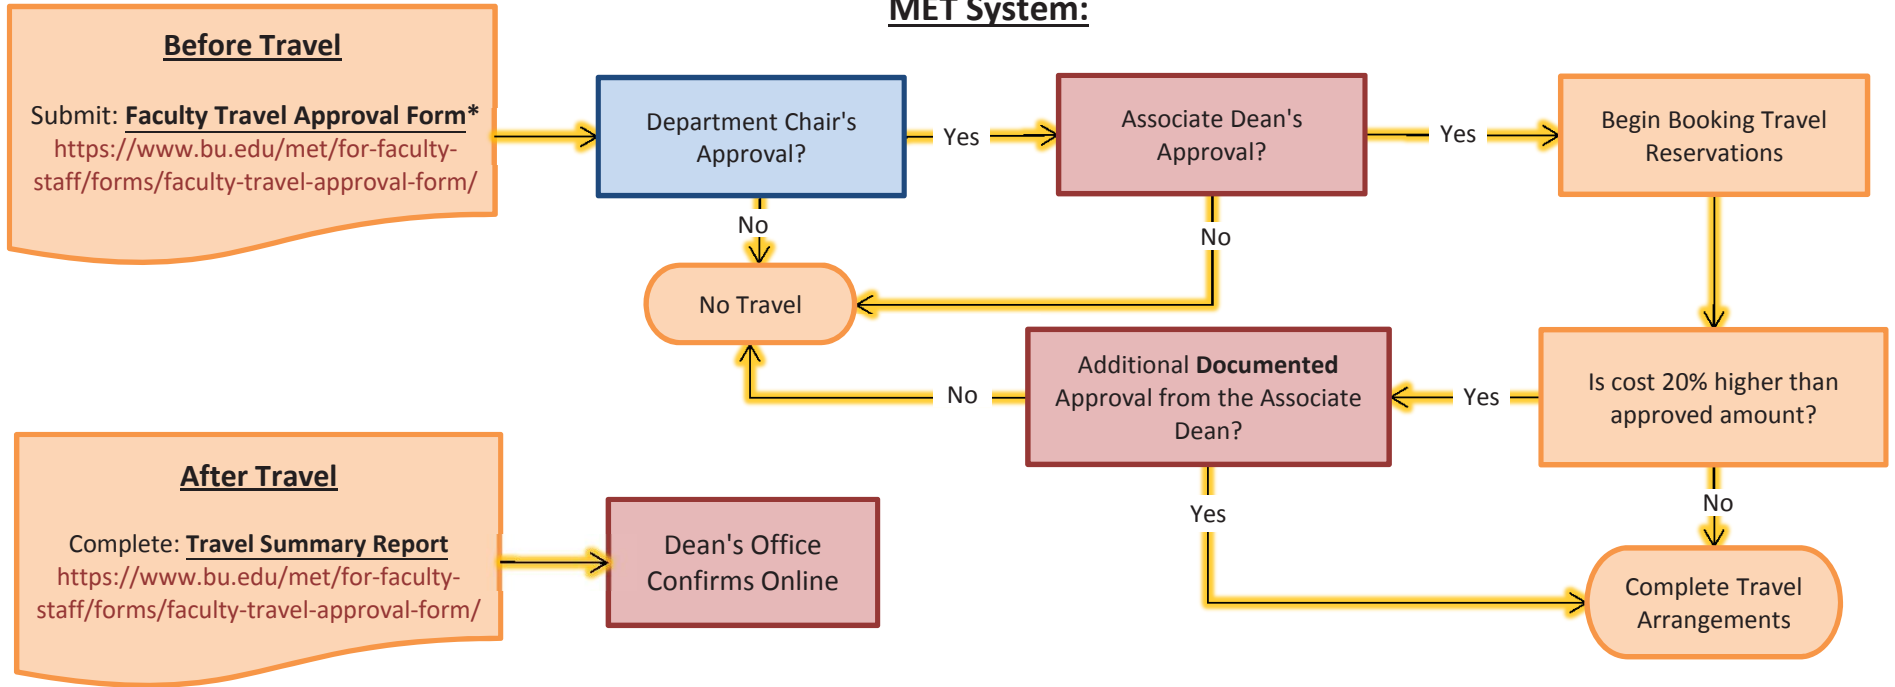 MET System:
Before Travel
Submit: Faculty Travel Approval Form*
https://www.bu.edu/met/for-faculty-
staff/forms/faculty-travel-approval-form/
Department Chair's
Approval?
Yes
Associate Dean's
Approval?
Yes
Begin Booking Travel
Reservations
No
No
No Travel
Additional Documented
Approval from the Associate
Dean?
No
Yes
Is cost 20% higher than
approved amount?
Yes
No
Complete Travel
Arrangements
After Travel
Complete: Travel Summary Report
https://www.bu.edu/met/for-faculty-
staff/forms/faculty-travel-approval-form/
Dean's Office
Confirms Online